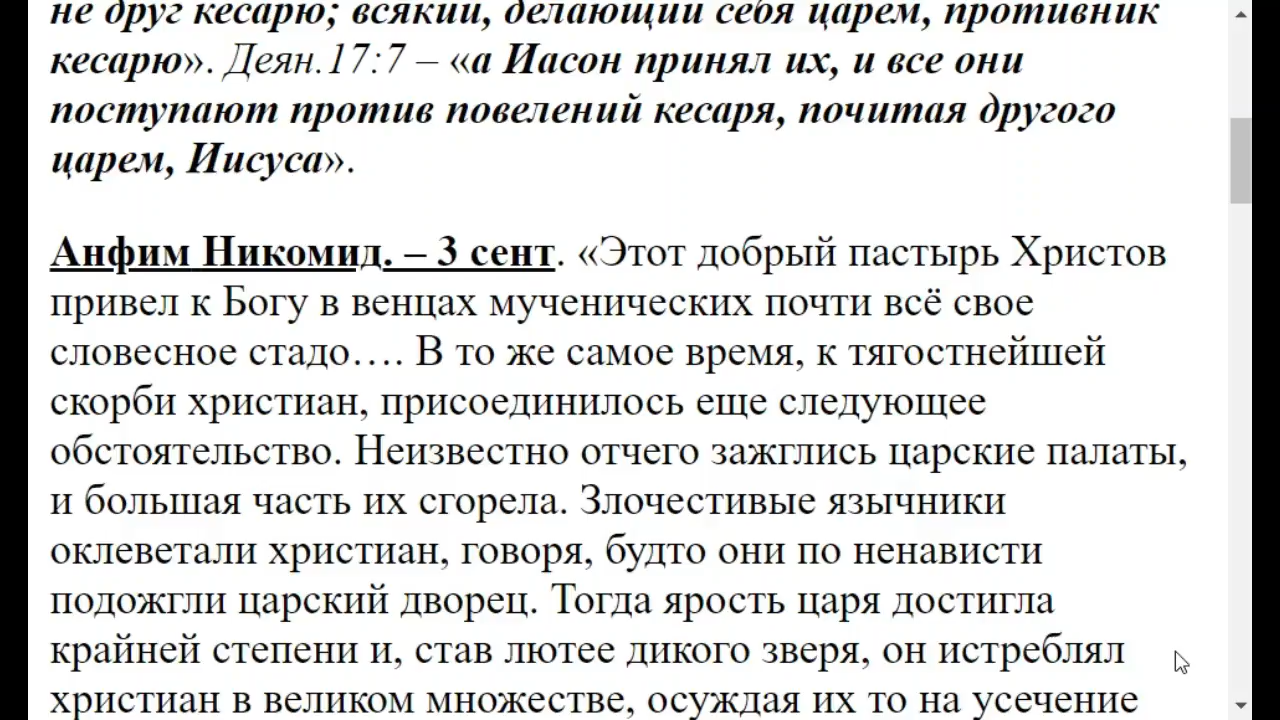 не друг кесарю; всякий, делающий себя царем, противник
кесарю». Деян.17:7 – «а Иасон принял их, и все они
поступают против повелений кесаря, почитая другого
царем, Иисуса».
Анфим Никомид. – 3 сент. «Этот добрый пастырь Христов
привел к Богу в венцах мученических почти всё свое
словесное стадо…. В то же самое время, к тягостнейшей
скорби христиан, присоединилось еще следующее
обстоятельство. Неизвестно отчего зажглись царские палаты,
и большая часть их сгорела. Злочестивые язычники
оклеветали христиан, говоря, будто они по ненависти
подожгли царский дворец. Тогда ярость царя достигла
крайней степени и, став лютее дикого зверя, он истреблял
христиан в великом множестве, осуждая их то на усечение